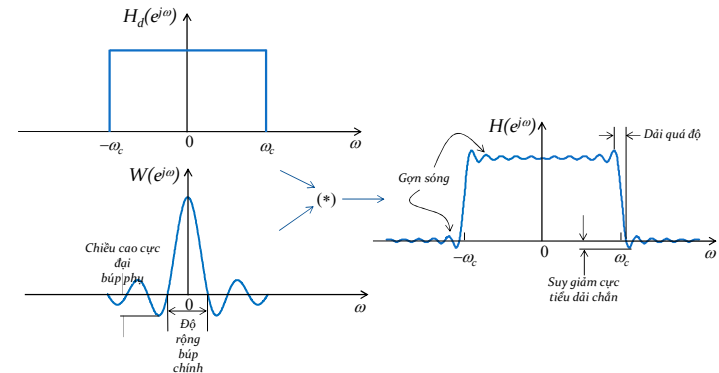 H_d(e^{jω})
−ω_c
0
ω_c
ω
W(e^{jω})
Chiều cao cực
đại
búp phụ
0
ω
Độ
rộng
búp
chính
(*)
H(e^{jω})
Dải quá độ
Gợn sóng
−ω_c
0
ω_c
ω
Suy giảm cực
tiểu dải chắn